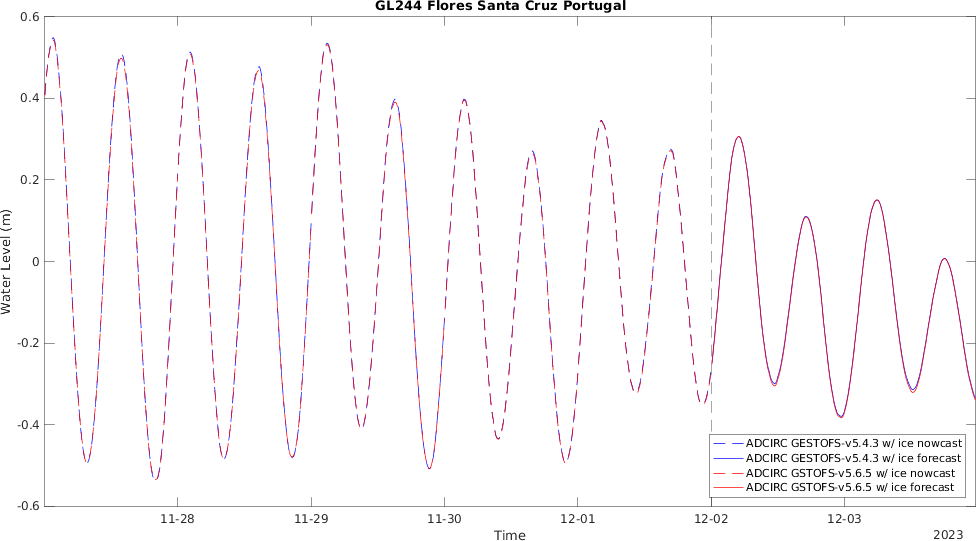 GL244 Flores Santa Cruz Portugal
0.6
0.4
0.2
0
-0.2
-0.4
-0.6
Water Level (m)
11-28
11-29
11-30
12-01
12-02
12-03
Time
2023
ADCIRC GESTOFS-v5.4.3 w/ ice nowcast
ADCIRC GESTOFS-v5.4.3 w/ ice forecast
ADCIRC GSTOFS-v5.6.5 w/ ice nowcast
ADCIRC GSTOFS-v5.6.5 w/ ice forecast